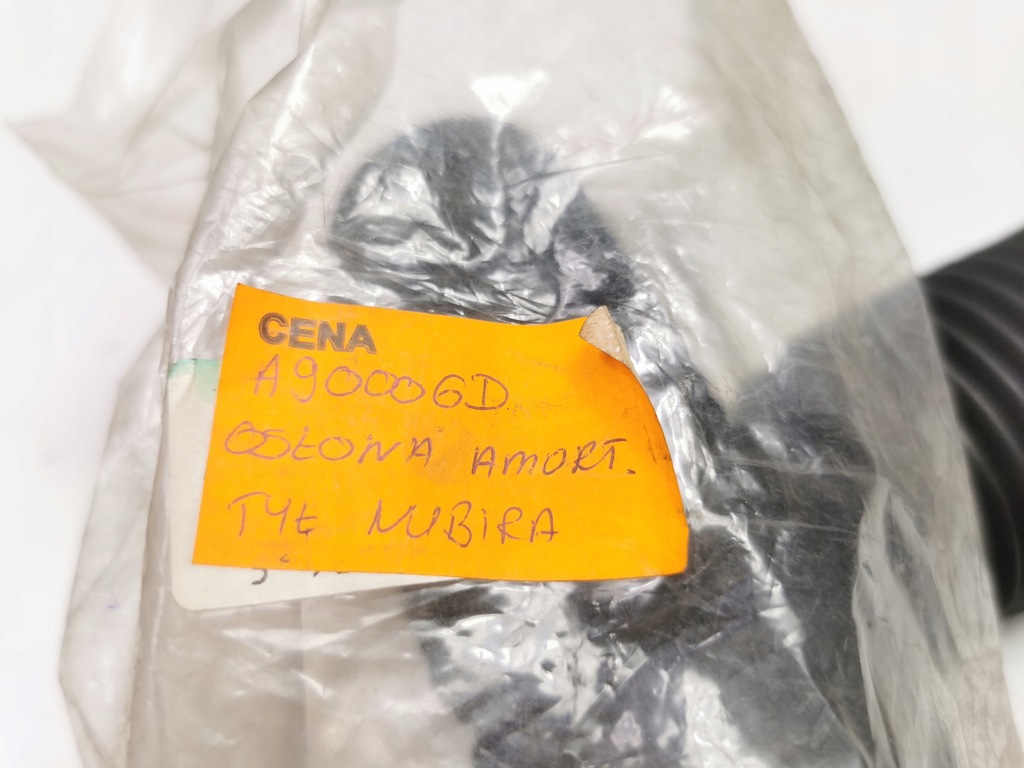 CENA
A90006D
OSŁONA AMORT.
TYŁ NUBIRA